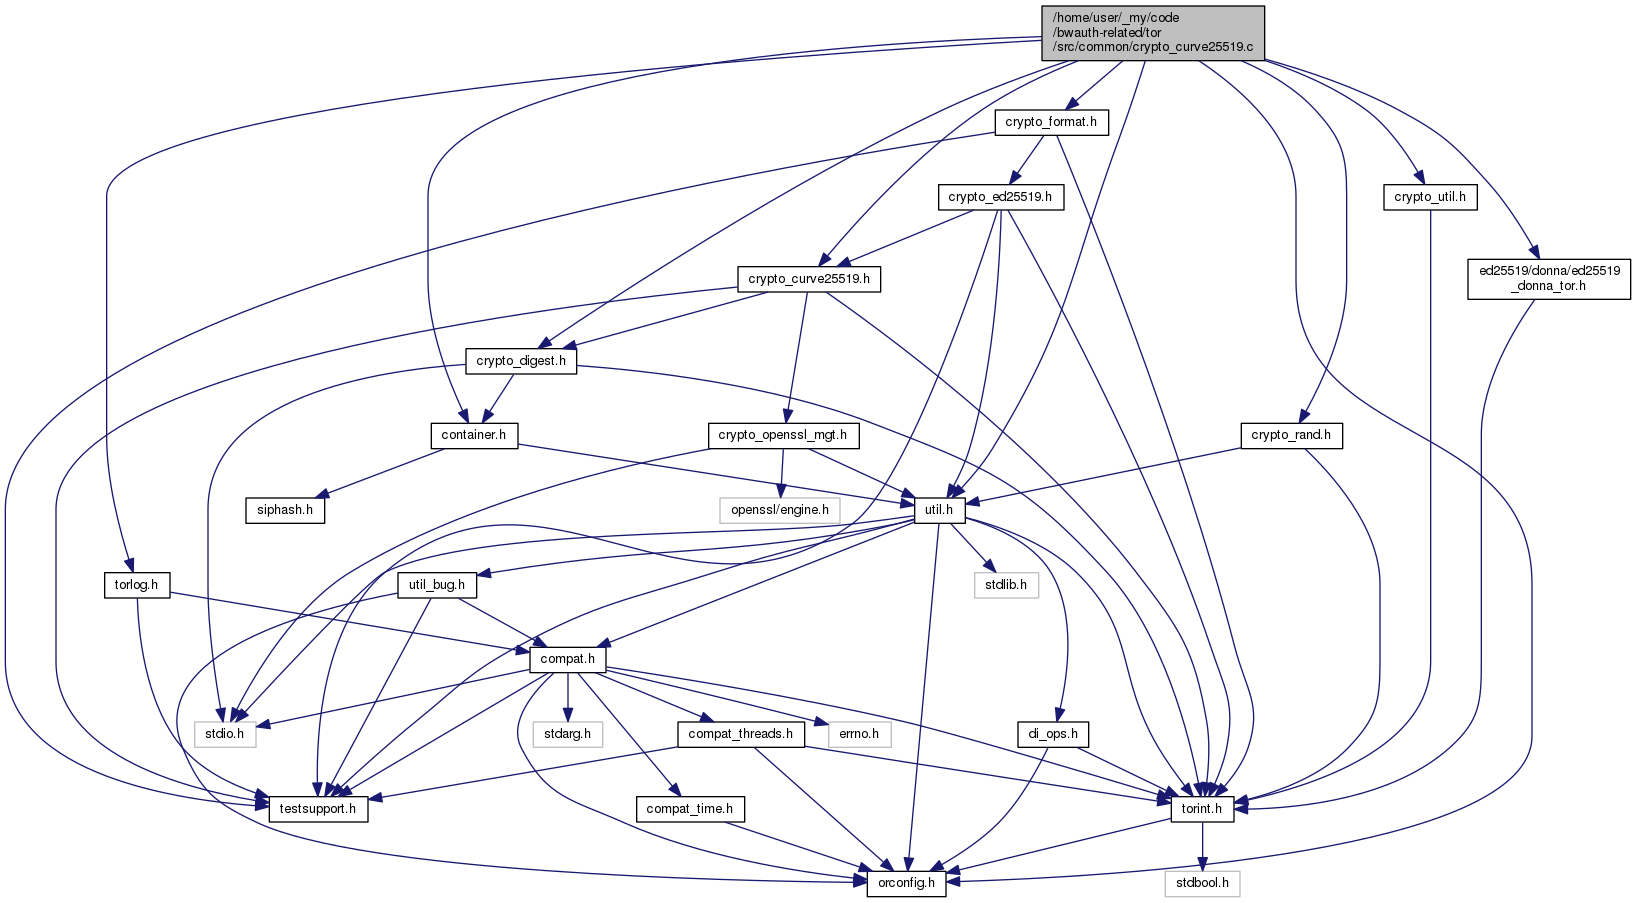 /home/user/_my/code
/bwauth-related/tor
/src/common/crypto_curve25519.c
crypto_format.h
crypto_ed25519.h
crypto_util.h
ed25519/donna/ed25519
_donna_tor.h
crypto_curve25519.h
crypto_digest.h
container.h
crypto_openssl_mgt.h
crypto_rand.h
siphash.h
openssl/engine.h
util.h
torlog.h
util_bug.h
stdlib.h
compat.h
stdio.h
stdarg.h
compat_threads.h
errno.h
di_ops.h
testsupport.h
compat_time.h
torint.h
orconfig.h
stdbool.h